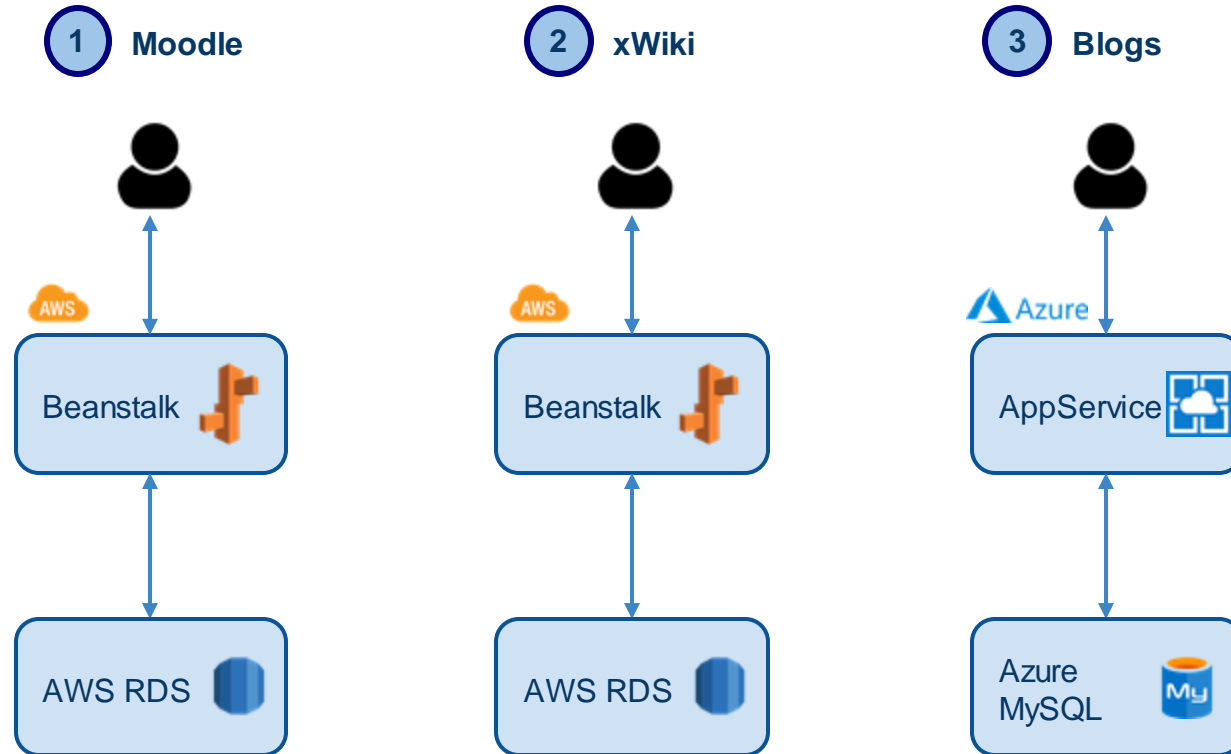 1 Moodle
2 xWiki
3 Blogs
AWS
AWS
Azure
Beanstalk
Beanstalk
AppService
AWS RDS
AWS RDS
Azure
MySQL
My